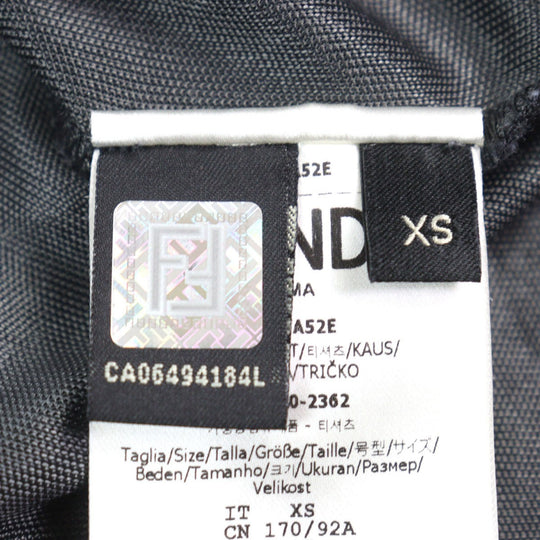 A52E
XS
ND
MA
A52E
T/티셔츠/KAUS/
/TRIČKO
0-2362
품 - 티셔츠
CA06494184L
Taglia/Size/Talla/Größe/Taille/号型/サイズ/
Beden/Tamanho/크기/Ukuran/Размер/
Velikost
IT XS
CN 170/92A